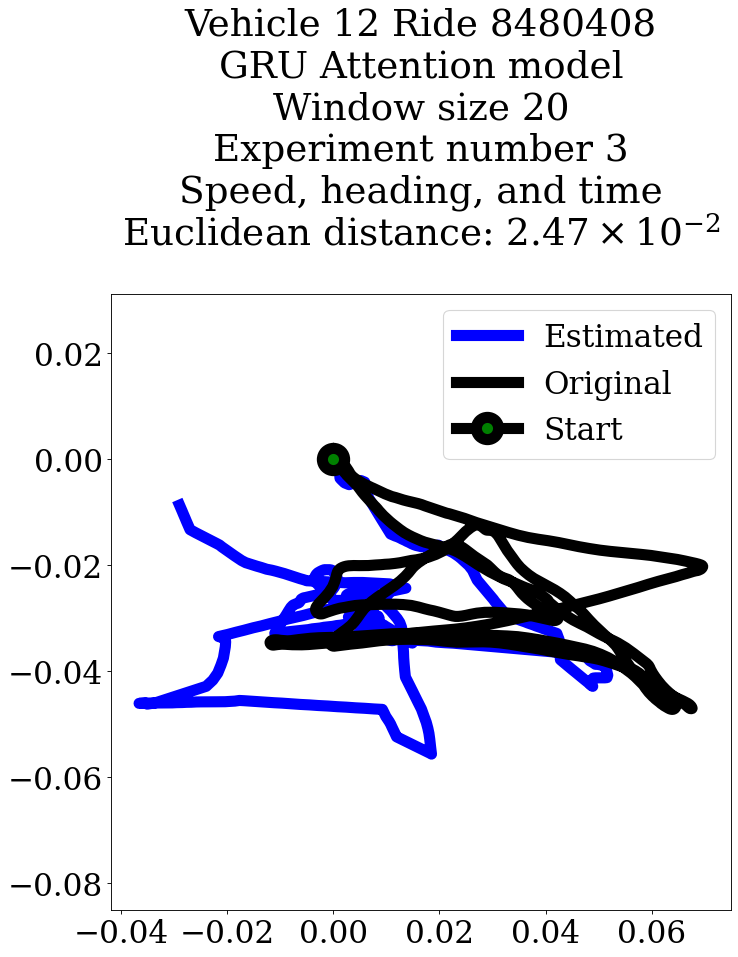 Vehicle 12 Ride 8480408
GRU Attention model
Window size 20
Experiment number 3
Speed, heading, and time
Euclidean distance: 2.47 × 10⁻²
Estimated
Original
Start
0.02
0.00
−0.02
−0.04
−0.06
−0.08
−0.04 −0.02 0.00 0.02 0.04 0.06